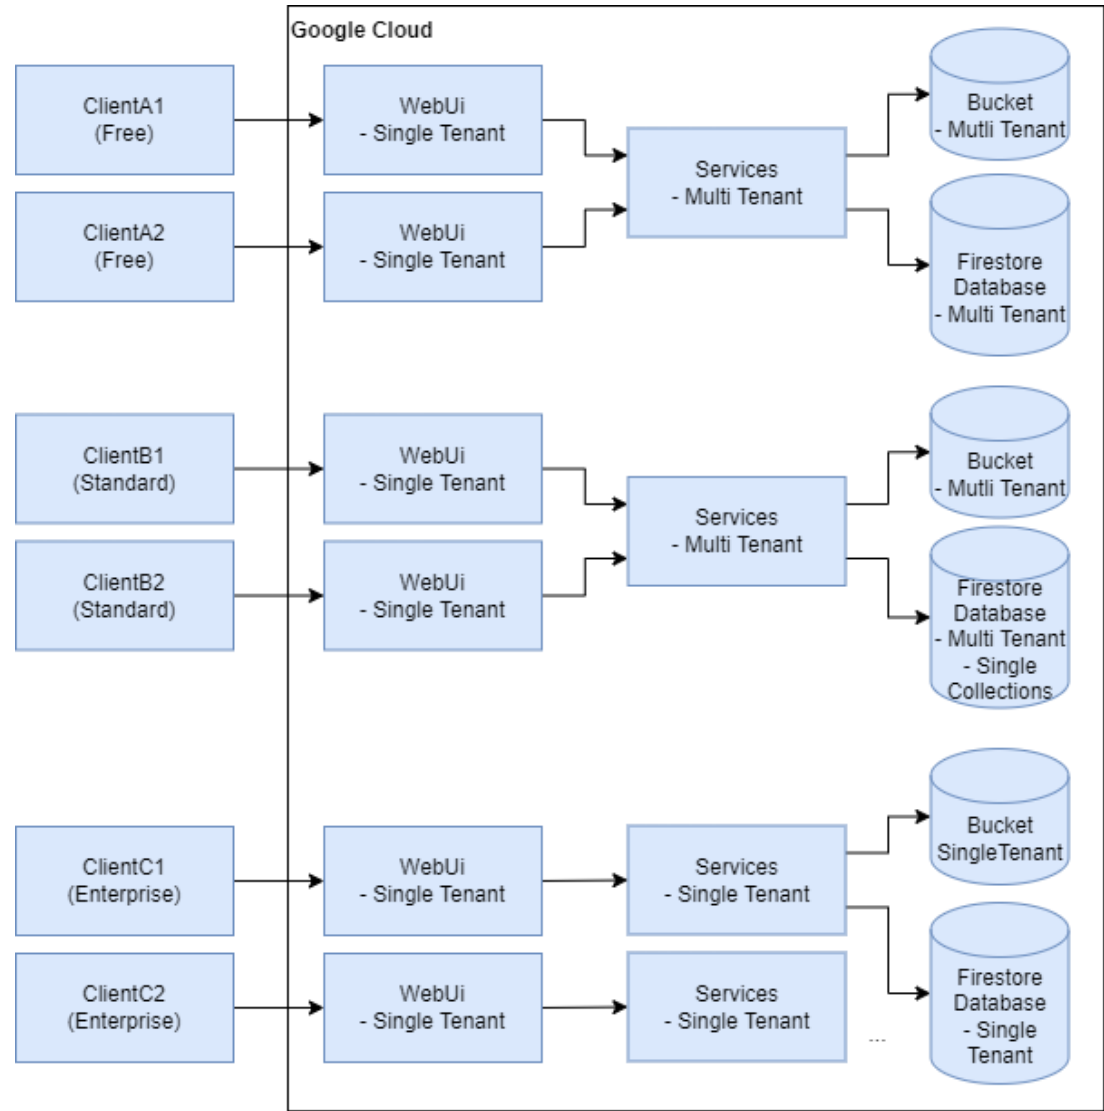 Google Cloud
ClientA1
(Free)
WebUi
- Single Tenant
Services
- Multi Tenant
Bucket
- Mutli Tenant
ClientA2
(Free)
WebUi
- Single Tenant
Firestore
Database
- Multi Tenant
ClientB1
(Standard)
WebUi
- Single Tenant
Services
- Multi Tenant
Bucket
- Mutli Tenant
ClientB2
(Standard)
WebUi
- Single Tenant
Firestore
Database
- Multi Tenant
- Single
Collections
ClientC1
(Enterprise)
WebUi
- Single Tenant
Services
- Single Tenant
Bucket
SingleTenant
ClientC2
(Enterprise)
WebUi
- Single Tenant
Services
- Single Tenant
...
Firestore
Database
- Single
Tenant